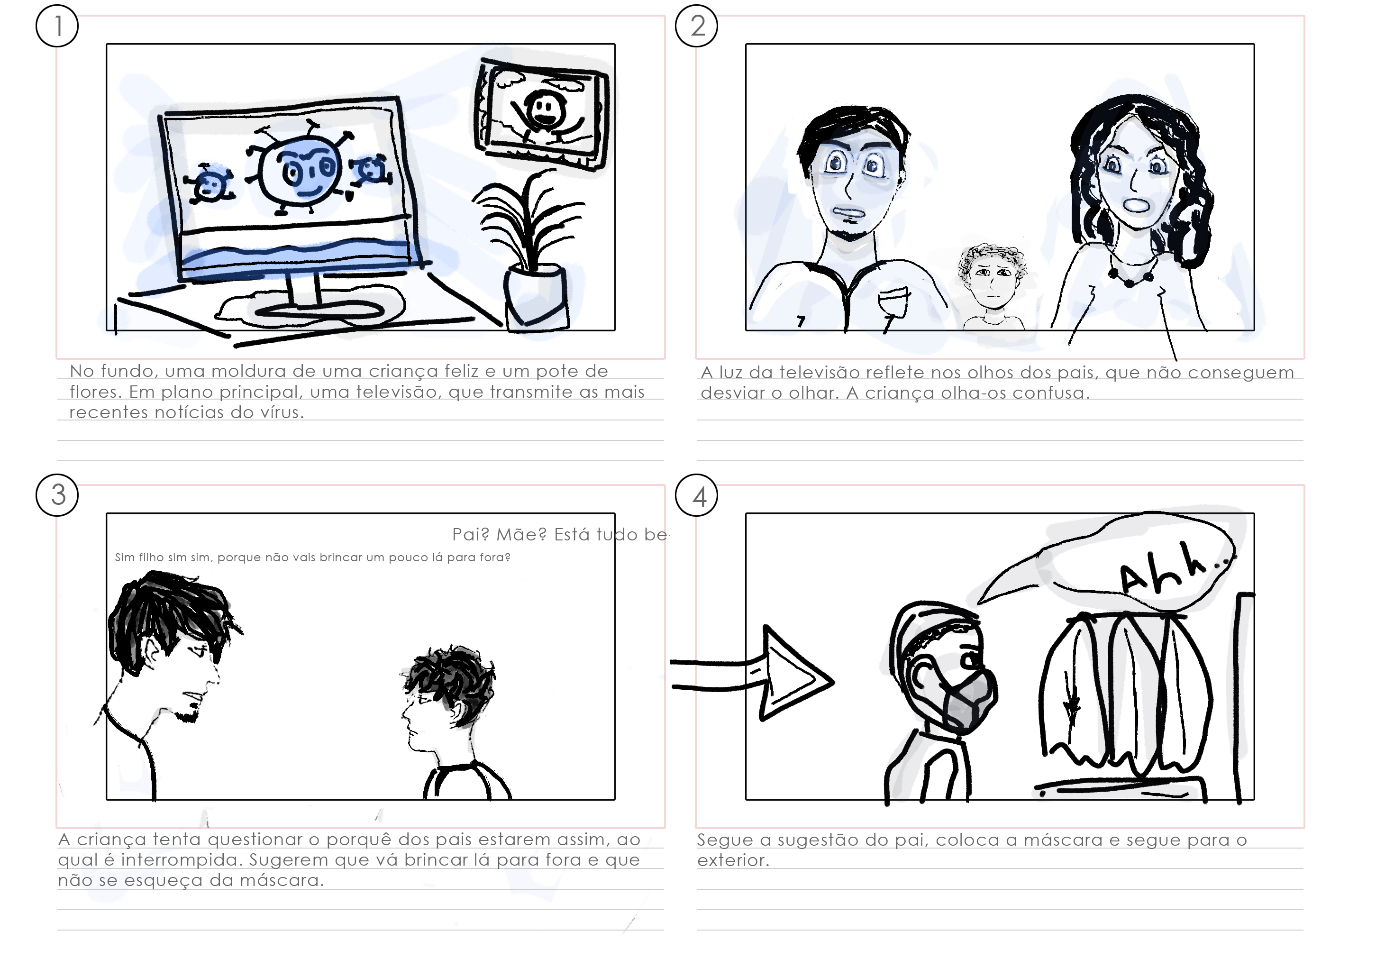 1
No fundo, uma moldura de uma criança feliz e um pote de
flores. Em plano principal, uma televisão, que transmite as mais
recentes notícias do vírus.
2
7
7
A luz da televisão reflete nos olhos dos pais, que não conseguem
desviar o olhar. A criança olha-os confusa.
3
Pai? Mãe? Está tudo be-
Sim filho sim sim, porque não vais brincar um pouco lá para fora?
A criança tenta questionar o porquê dos pais estarem assim, ao
qual é interrompida. Sugerem que vá brincar lá para fora e que
não se esqueça da máscara.
4
Ahh...
Segue a sugestão do pai, coloca a máscara e segue para o
exterior.